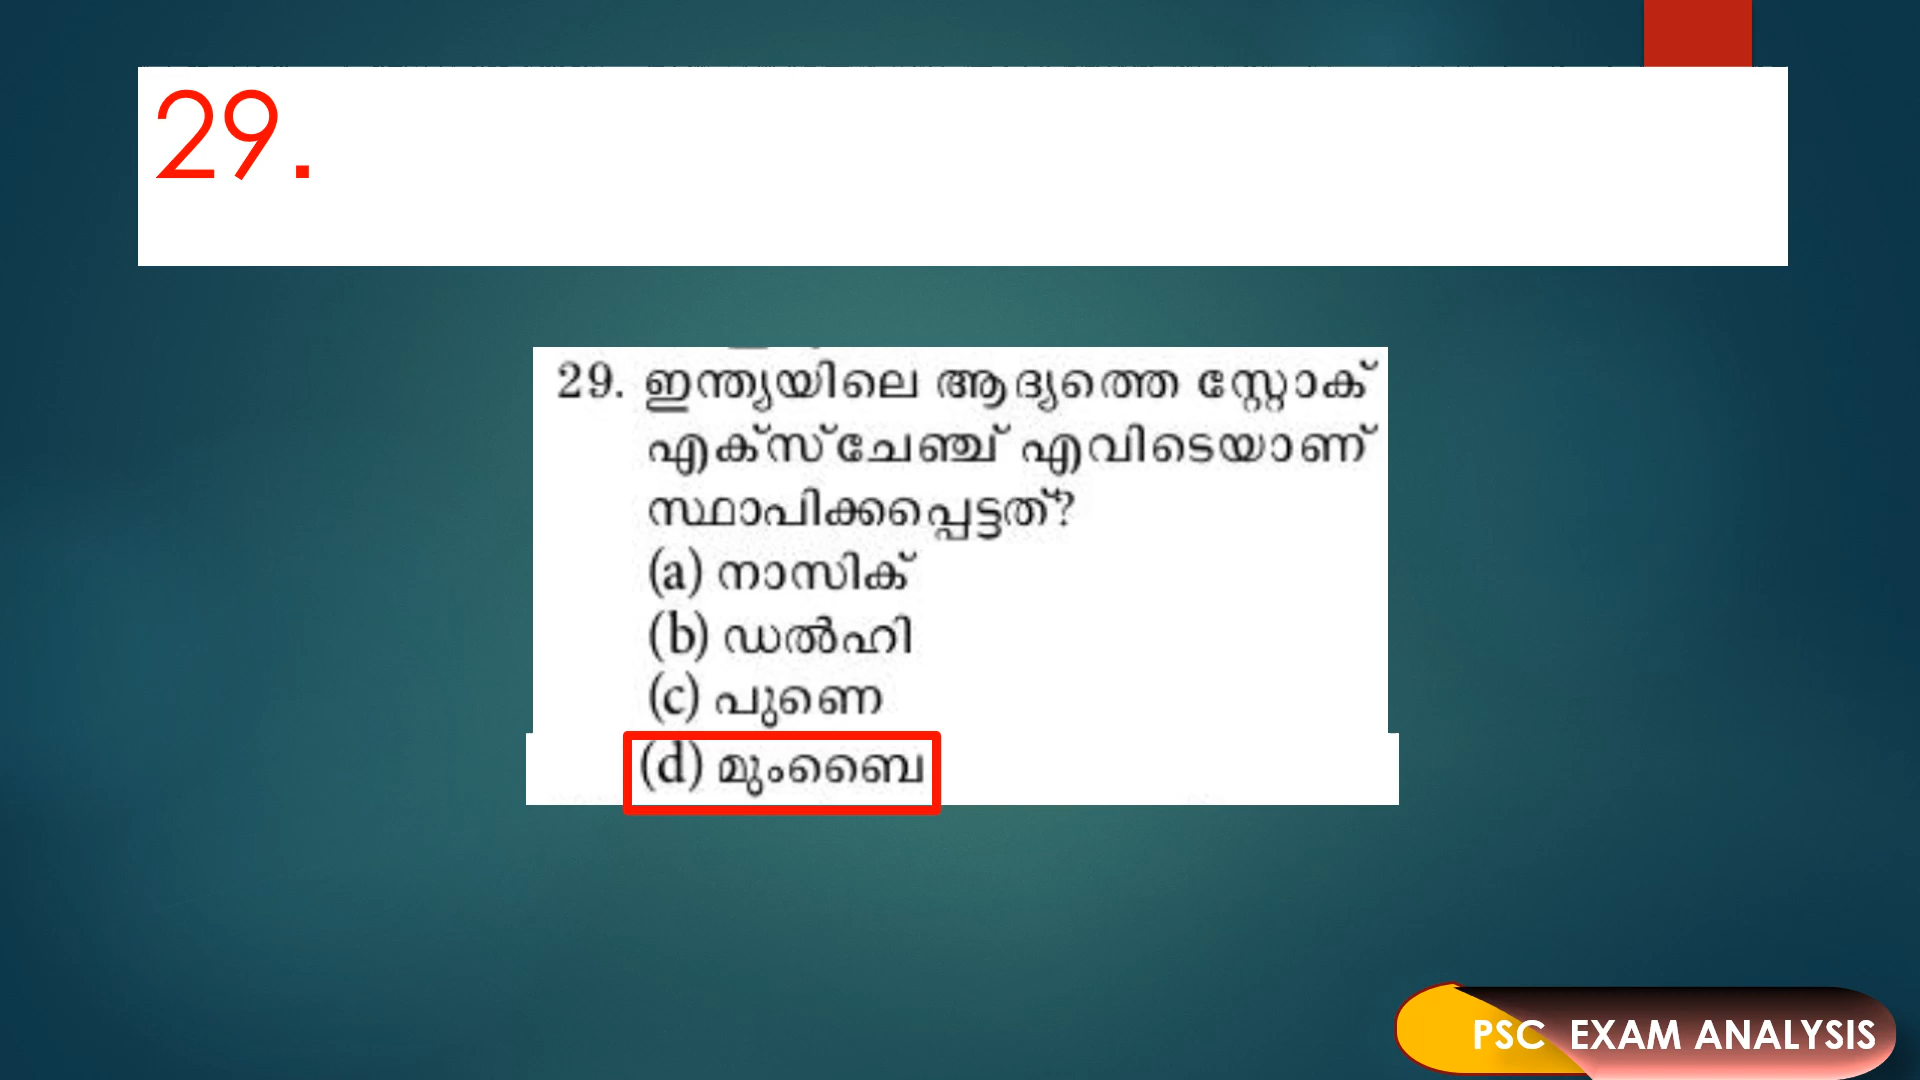 29.
29. ഇന്ത്യയിലെ ആദ്യത്തെ സ്റ്റോക്
എക്സ്ചേഞ്ച് എവിടെയാണ്
സ്ഥാപിക്കപ്പെട്ടത്?
(a) നാസിക്
(b) ഡൽഹി
(c) പുണെ
(d) മുംബൈ
PSC EXAM ANALYSIS